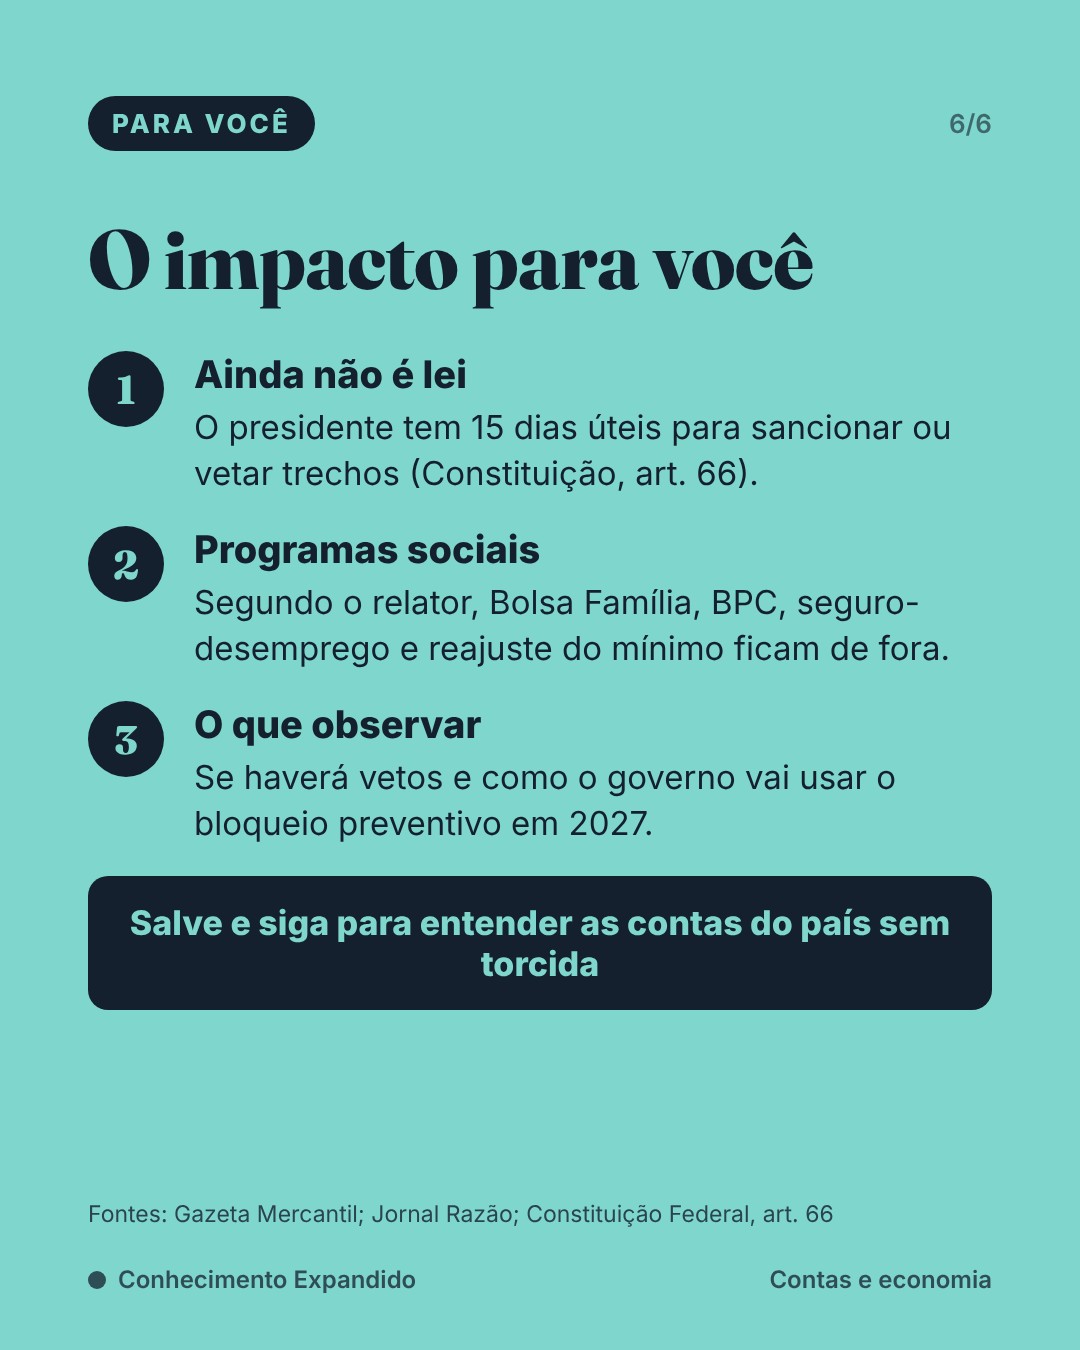 PARA VOCÊ
6/6
O impacto para você
1
Ainda não é lei
O presidente tem 15 dias úteis para sancionar ou
vetar trechos (Constituição, art. 66).
2
Programas sociais
Segundo o relator, Bolsa Família, BPC, seguro-
desemprego e reajuste do mínimo ficam de fora.
3
O que observar
Se haverá vetos e como o governo vai usar o
bloqueio preventivo em 2027.
Salve e siga para entender as contas do país sem
torcida
Fontes: Gazeta Mercantil; Jornal Razão; Constituição Federal, art. 66
Conhecimento Expandido
Contas e economia